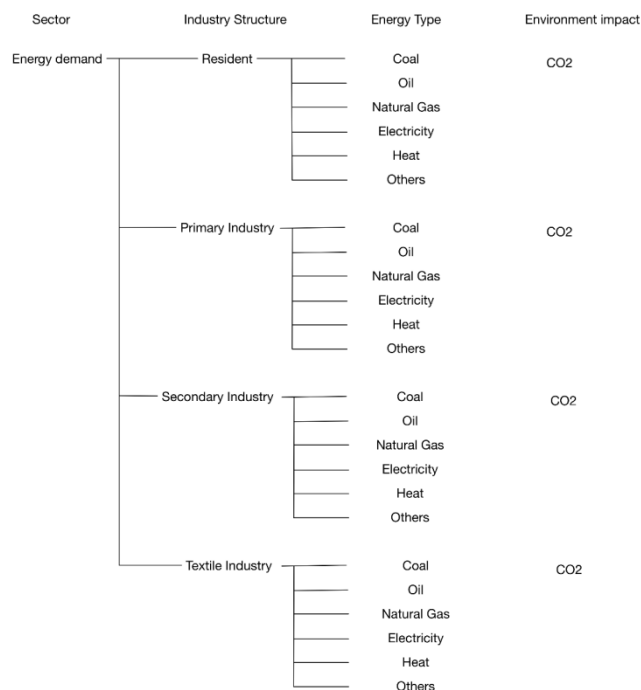 Sector Industry Structure Energy Type Environment impact
Energy demand Resident Coal CO2
Oil
Natural Gas
Electricity
Heat
Others
Primary Industry Coal CO2
Oil
Natural Gas
Electricity
Heat
Others
Secondary Industry Coal CO2
Oil
Natural Gas
Electricity
Heat
Others
Textile Industry Coal CO2
Oil
Natural Gas
Electricity
Heat
Others